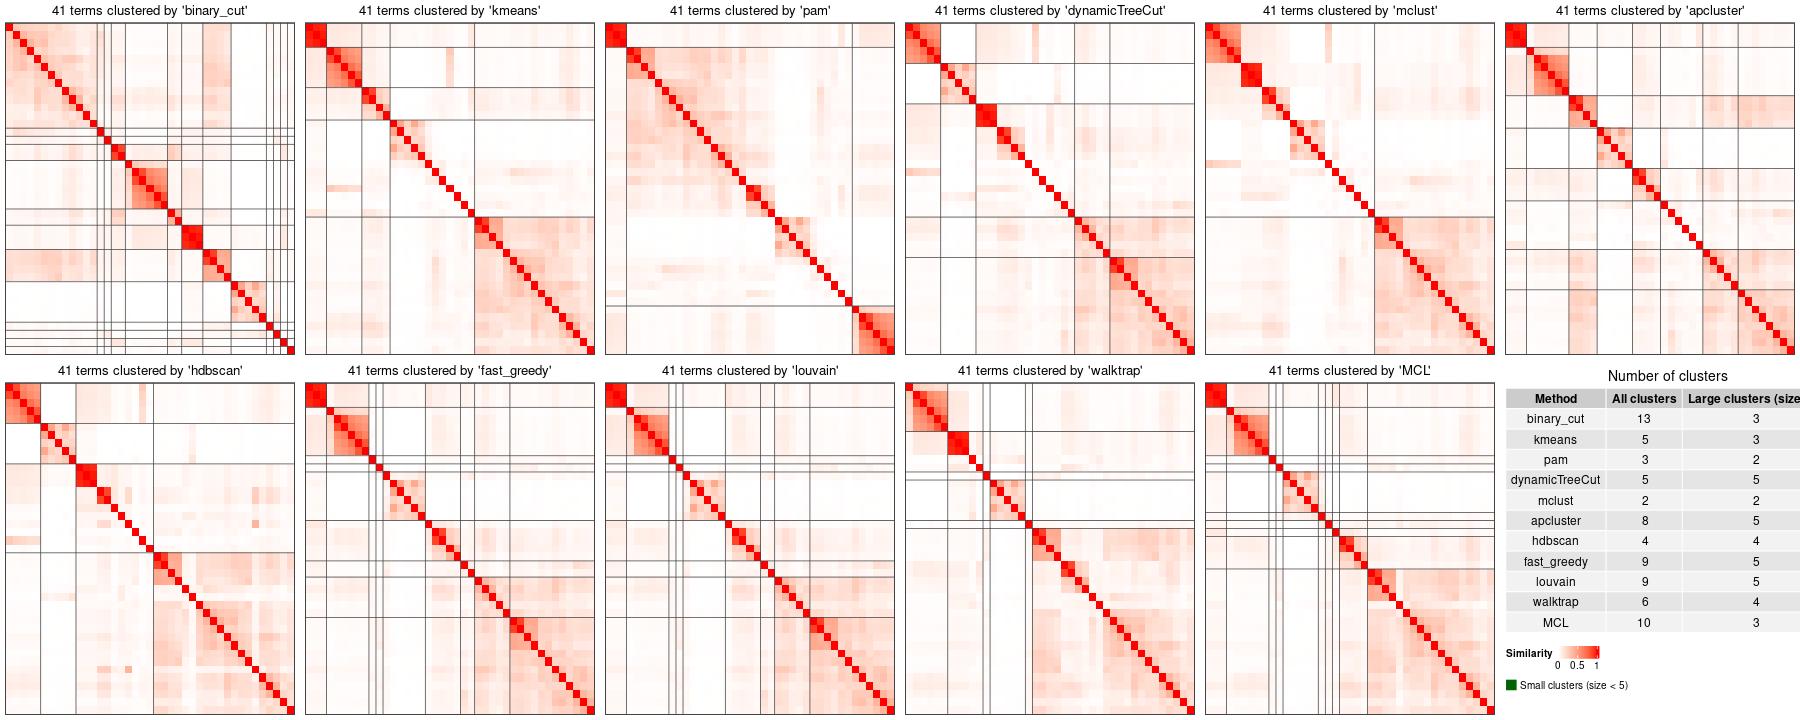 41 terms clustered by 'binary_cut'
41 terms clustered by 'kmeans'
41 terms clustered by 'pam'
41 terms clustered by 'dynamicTreeCut'
41 terms clustered by 'mclust'
41 terms clustered by 'apcluster'
41 terms clustered by 'hdbscan'
41 terms clustered by 'fast_greedy'
41 terms clustered by 'louvain'
41 terms clustered by 'walktrap'
41 terms clustered by 'MCL'
Number of clusters
Method All clusters Large clusters (size
binary_cut 13 3
kmeans 5 3
pam 3 2
dynamicTreeCut 5 5
mclust 2 2
apcluster 8 5
hdbscan 4 4
fast_greedy 9 5
louvain 9 5
walktrap 6 4
MCL 10 3
Similarity
0 0.5 1
Small clusters (size < 5)